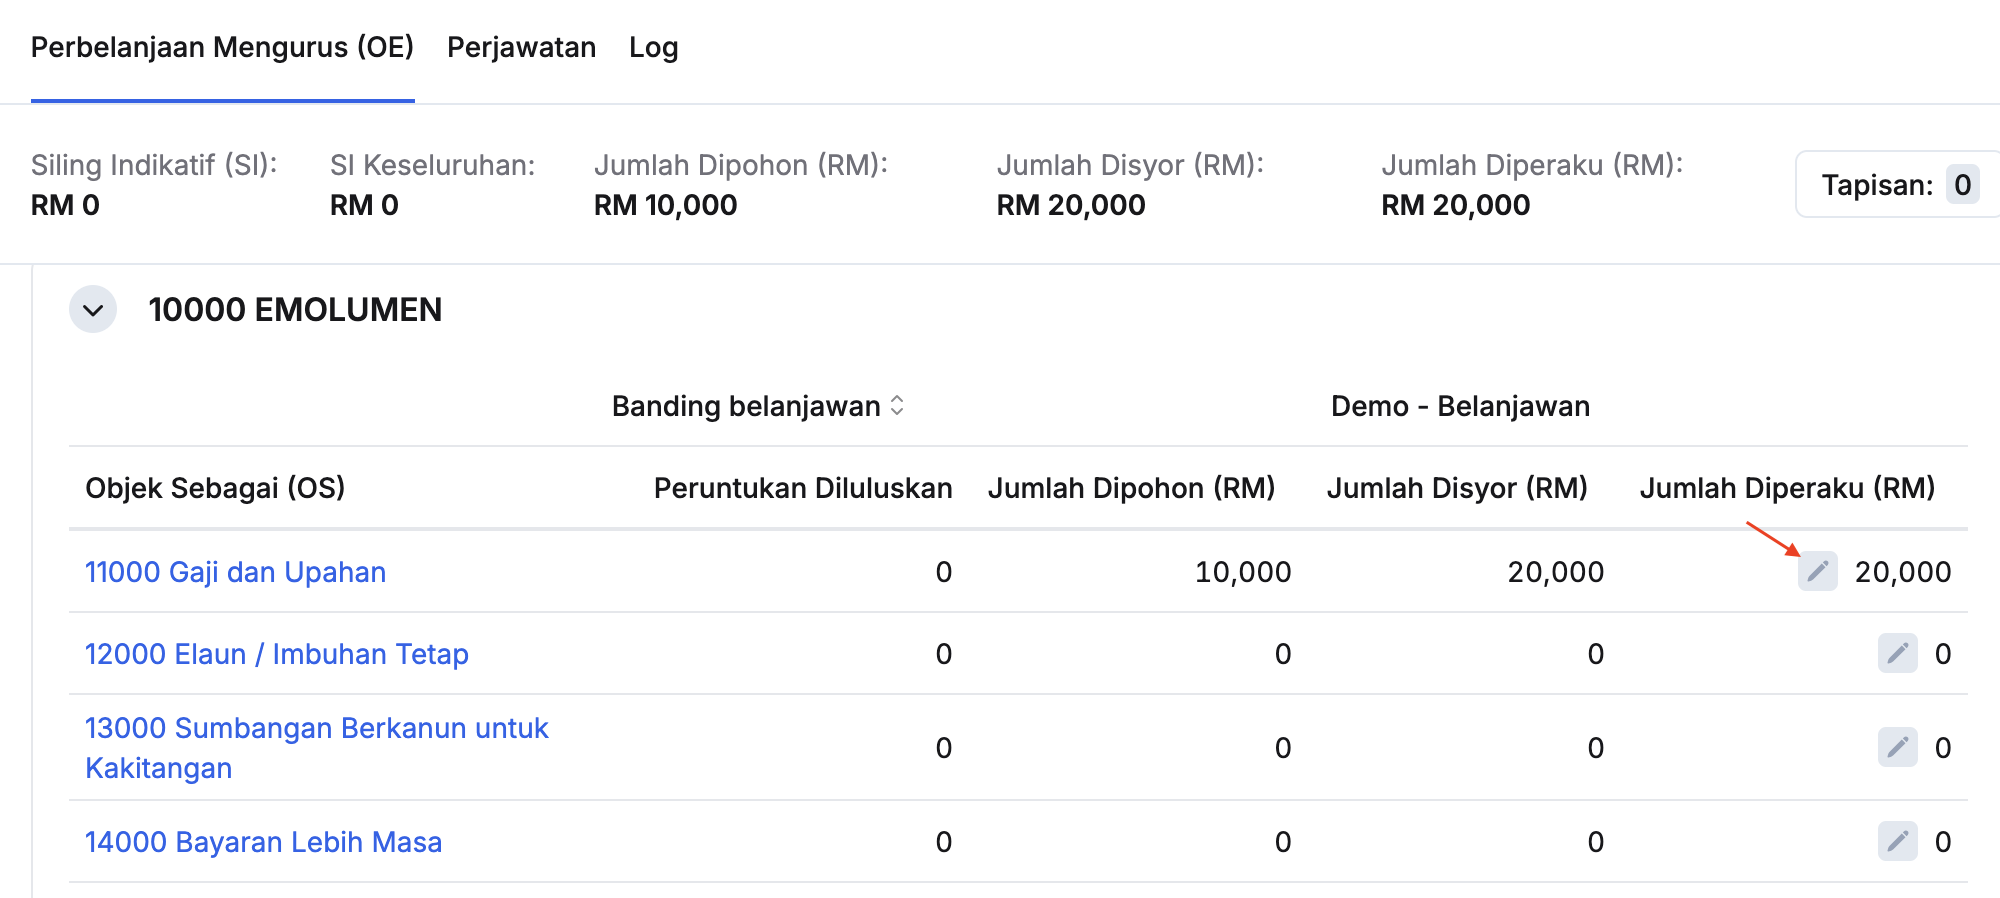 Perbelanjaan Mengurus (OE) Perjawatan Log
Siling Indikatif (SI): SI Keseluruhan: Jumlah Dipohon (RM): Jumlah Disyor (RM): Jumlah Diperaku (RM):
RM 0 RM 0 RM 10,000 RM 20,000 RM 20,000
Tapisan: 0
10000 EMOLUMEN
Banding belanjawan Demo - Belanjawan
Objek Sebagai (OS) Peruntukan Diluluskan Jumlah Dipohon (RM) Jumlah Disyor (RM) Jumlah Diperaku (RM)
11000 Gaji dan Upahan 0 10,000 20,000 20,000
12000 Elaun / Imbuhan Tetap 0 0 0 0
13000 Sumbangan Berkanun untuk
Kakitangan 0 0 0 0
14000 Bayaran Lebih Masa 0 0 0 0